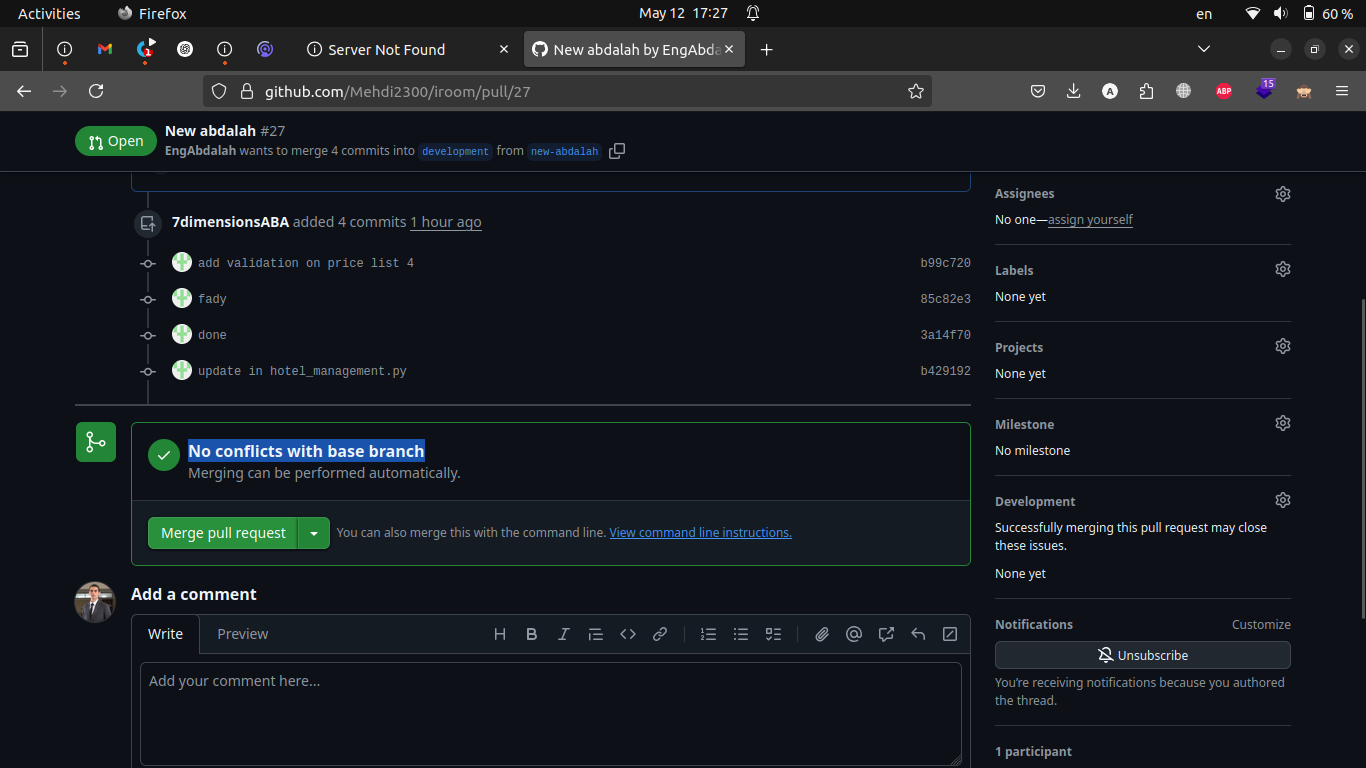 Activities Firefox May 12 17:27 en 60 %
1 Server Not Found New abdalah by EngAbda
github.com/Mehdi2300/iroom/pull/27 A ABP 15
Open New abdalah #27
EngAbdalah wants to merge 4 commits into development from new-abdalah
7dimensionsABA added 4 commits 1 hour ago
add validation on price list 4 b99c720
fady 85c82e3
done 3a14f70
update in hotel_management.py b429192
No conflicts with base branch
Merging can be performed automatically.
Merge pull request You can also merge this with the command line. View command line instructions.
Add a comment
Write Preview
Add your comment here...
Assignees
No one—assign yourself
Labels
None yet
Projects
None yet
Milestone
No milestone
Development
Successfully merging this pull request may close
these issues.
None yet
Notifications Customize
Unsubscribe
You're receiving notifications because you authored
the thread.
1 participant